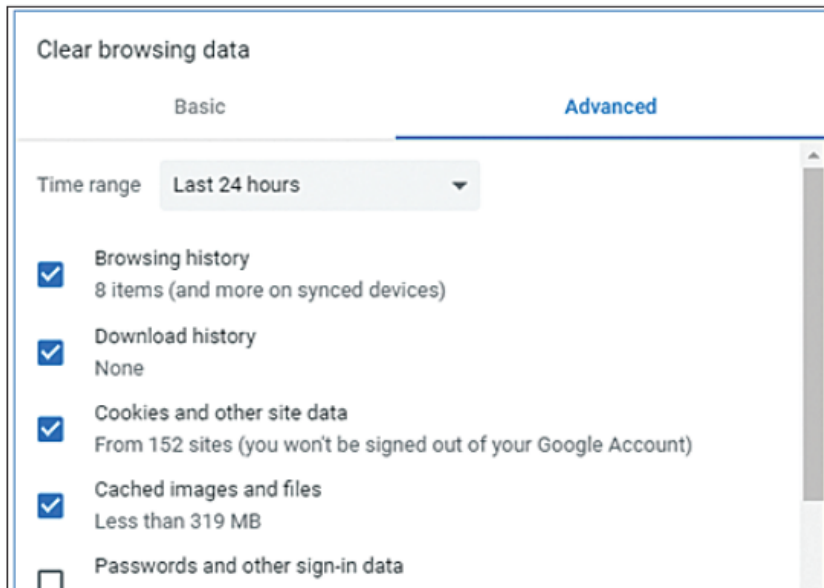 Clear browsing data
Basic
Advanced
Time range
Last 24 hours
Browsing history
8 items (and more on synced devices)
Download history
None
Cookies and other site data
From 152 sites (you won't be signed out of your Google Account)
Cached images and files
Less than 319 MB
Passwords and other sign-in data